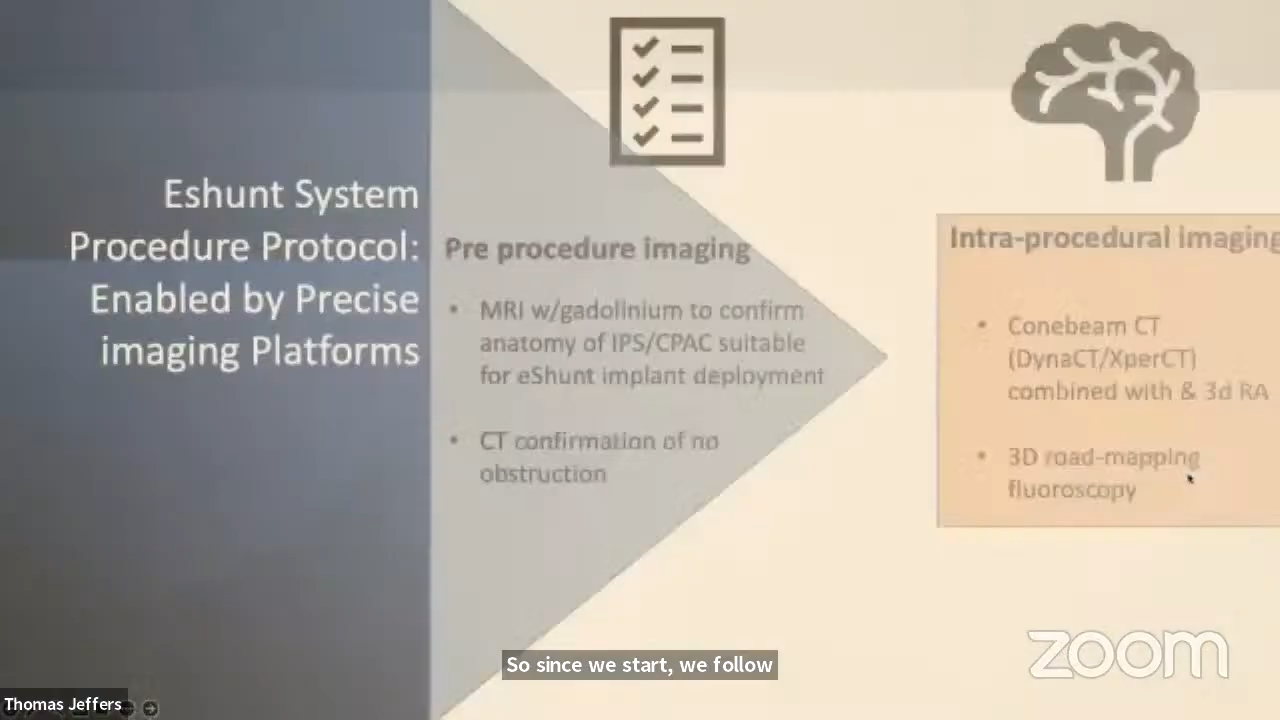 Eshunt System
Procedure Protocol:
Enabled by Precise
imaging Platforms
Pre procedure imaging
• MRI w/gadolinium to confirm
anatomy of IPS/CPAC suitable
for eShunt implant deployment
• CT confirmation of no
obstruction
Intra-procedural imaging
• Conebeam CT
(DynaCT/XperCT)
combined with & 3d RA
• 3D road-mapping
fluoroscopy
So since we start, we follow
zoom
Thomas Jeffers